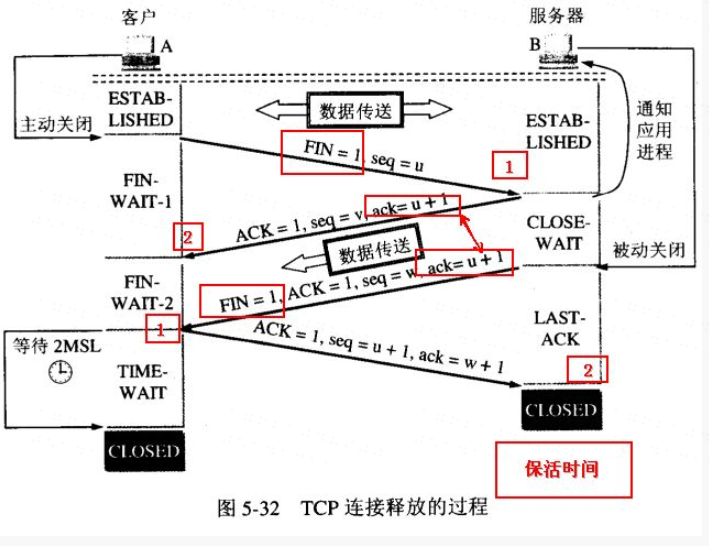 客户
服务器
A
B
ESTAB-
LISHED
主动关闭
数据传送
ESTAB-
LISHED
通知
应用
进程
FIN = 1, seq = u
1
FIN-
WAIT-1
ACK = 1, seq = v, ack= u + 1
2
CLOSE-
WAIT
数据传送
被动关闭
FIN-
WAIT-2
FIN = 1, ACK = 1, seq = w, ack= u + 1
1
等待 2MSL
ACK = 1, seq = u + 1, ack = w + 1
LAST-
ACK
TIME-
WAIT
2
CLOSED
CLOSED
保活时间
图 5-32 TCP 连接释放的过程